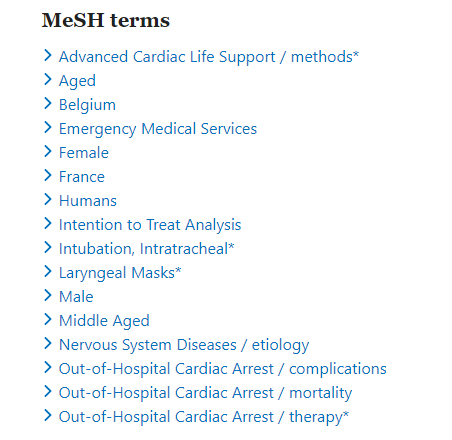 MeSH terms
Advanced Cardiac Life Support / methods*
Aged
Belgium
Emergency Medical Services
Female
France
Humans
Intention to Treat Analysis
Intubation, Intratracheal*
Laryngeal Masks*
Male
Middle Aged
Nervous System Diseases / etiology
Out-of-Hospital Cardiac Arrest / complications
Out-of-Hospital Cardiac Arrest / mortality
Out-of-Hospital Cardiac Arrest / therapy*